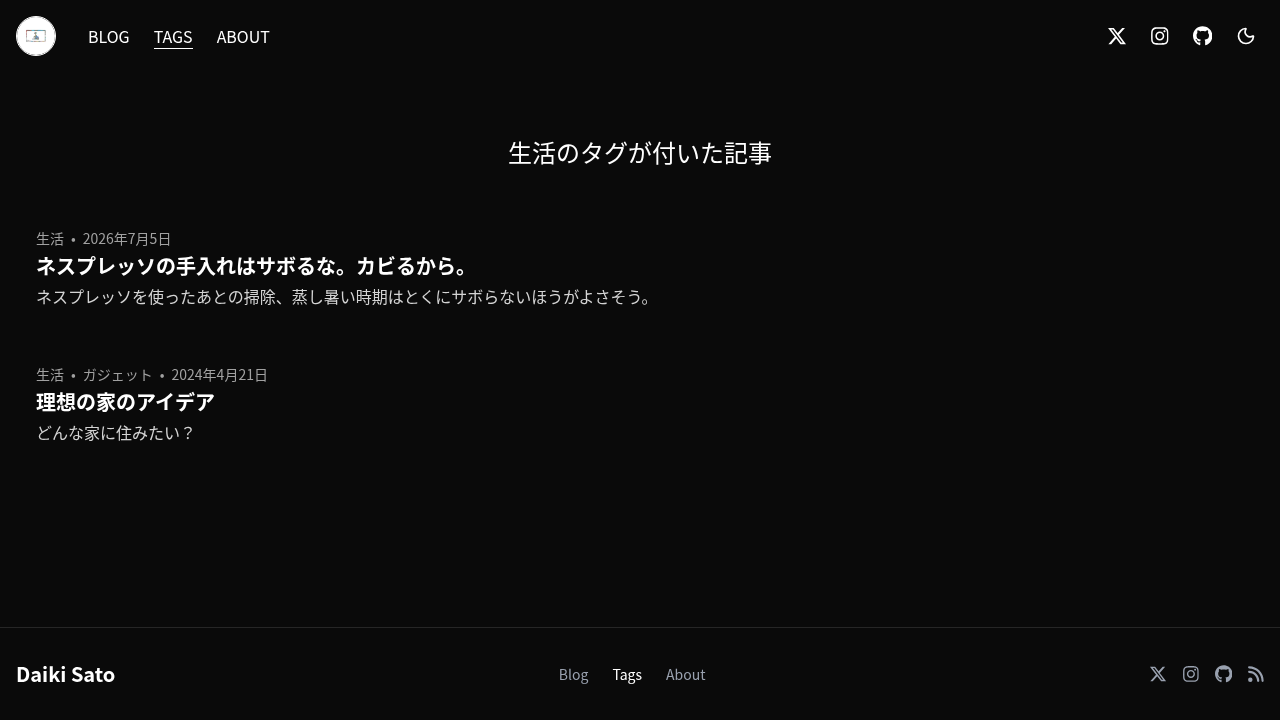 BLOG TAGS ABOUT
生活のタグが付いた記事
生活 • 2026年7月5日
ネスプレッソの手入れはサボるな。カビるから。
ネスプレッソを使ったあとの掃除、蒸し暑い時期はとくにサボらないほうがよさそう。
生活 • ガジェット • 2024年4月21日
理想の家のアイデア
どんな家に住みたい？
Daiki Sato
Blog Tags About